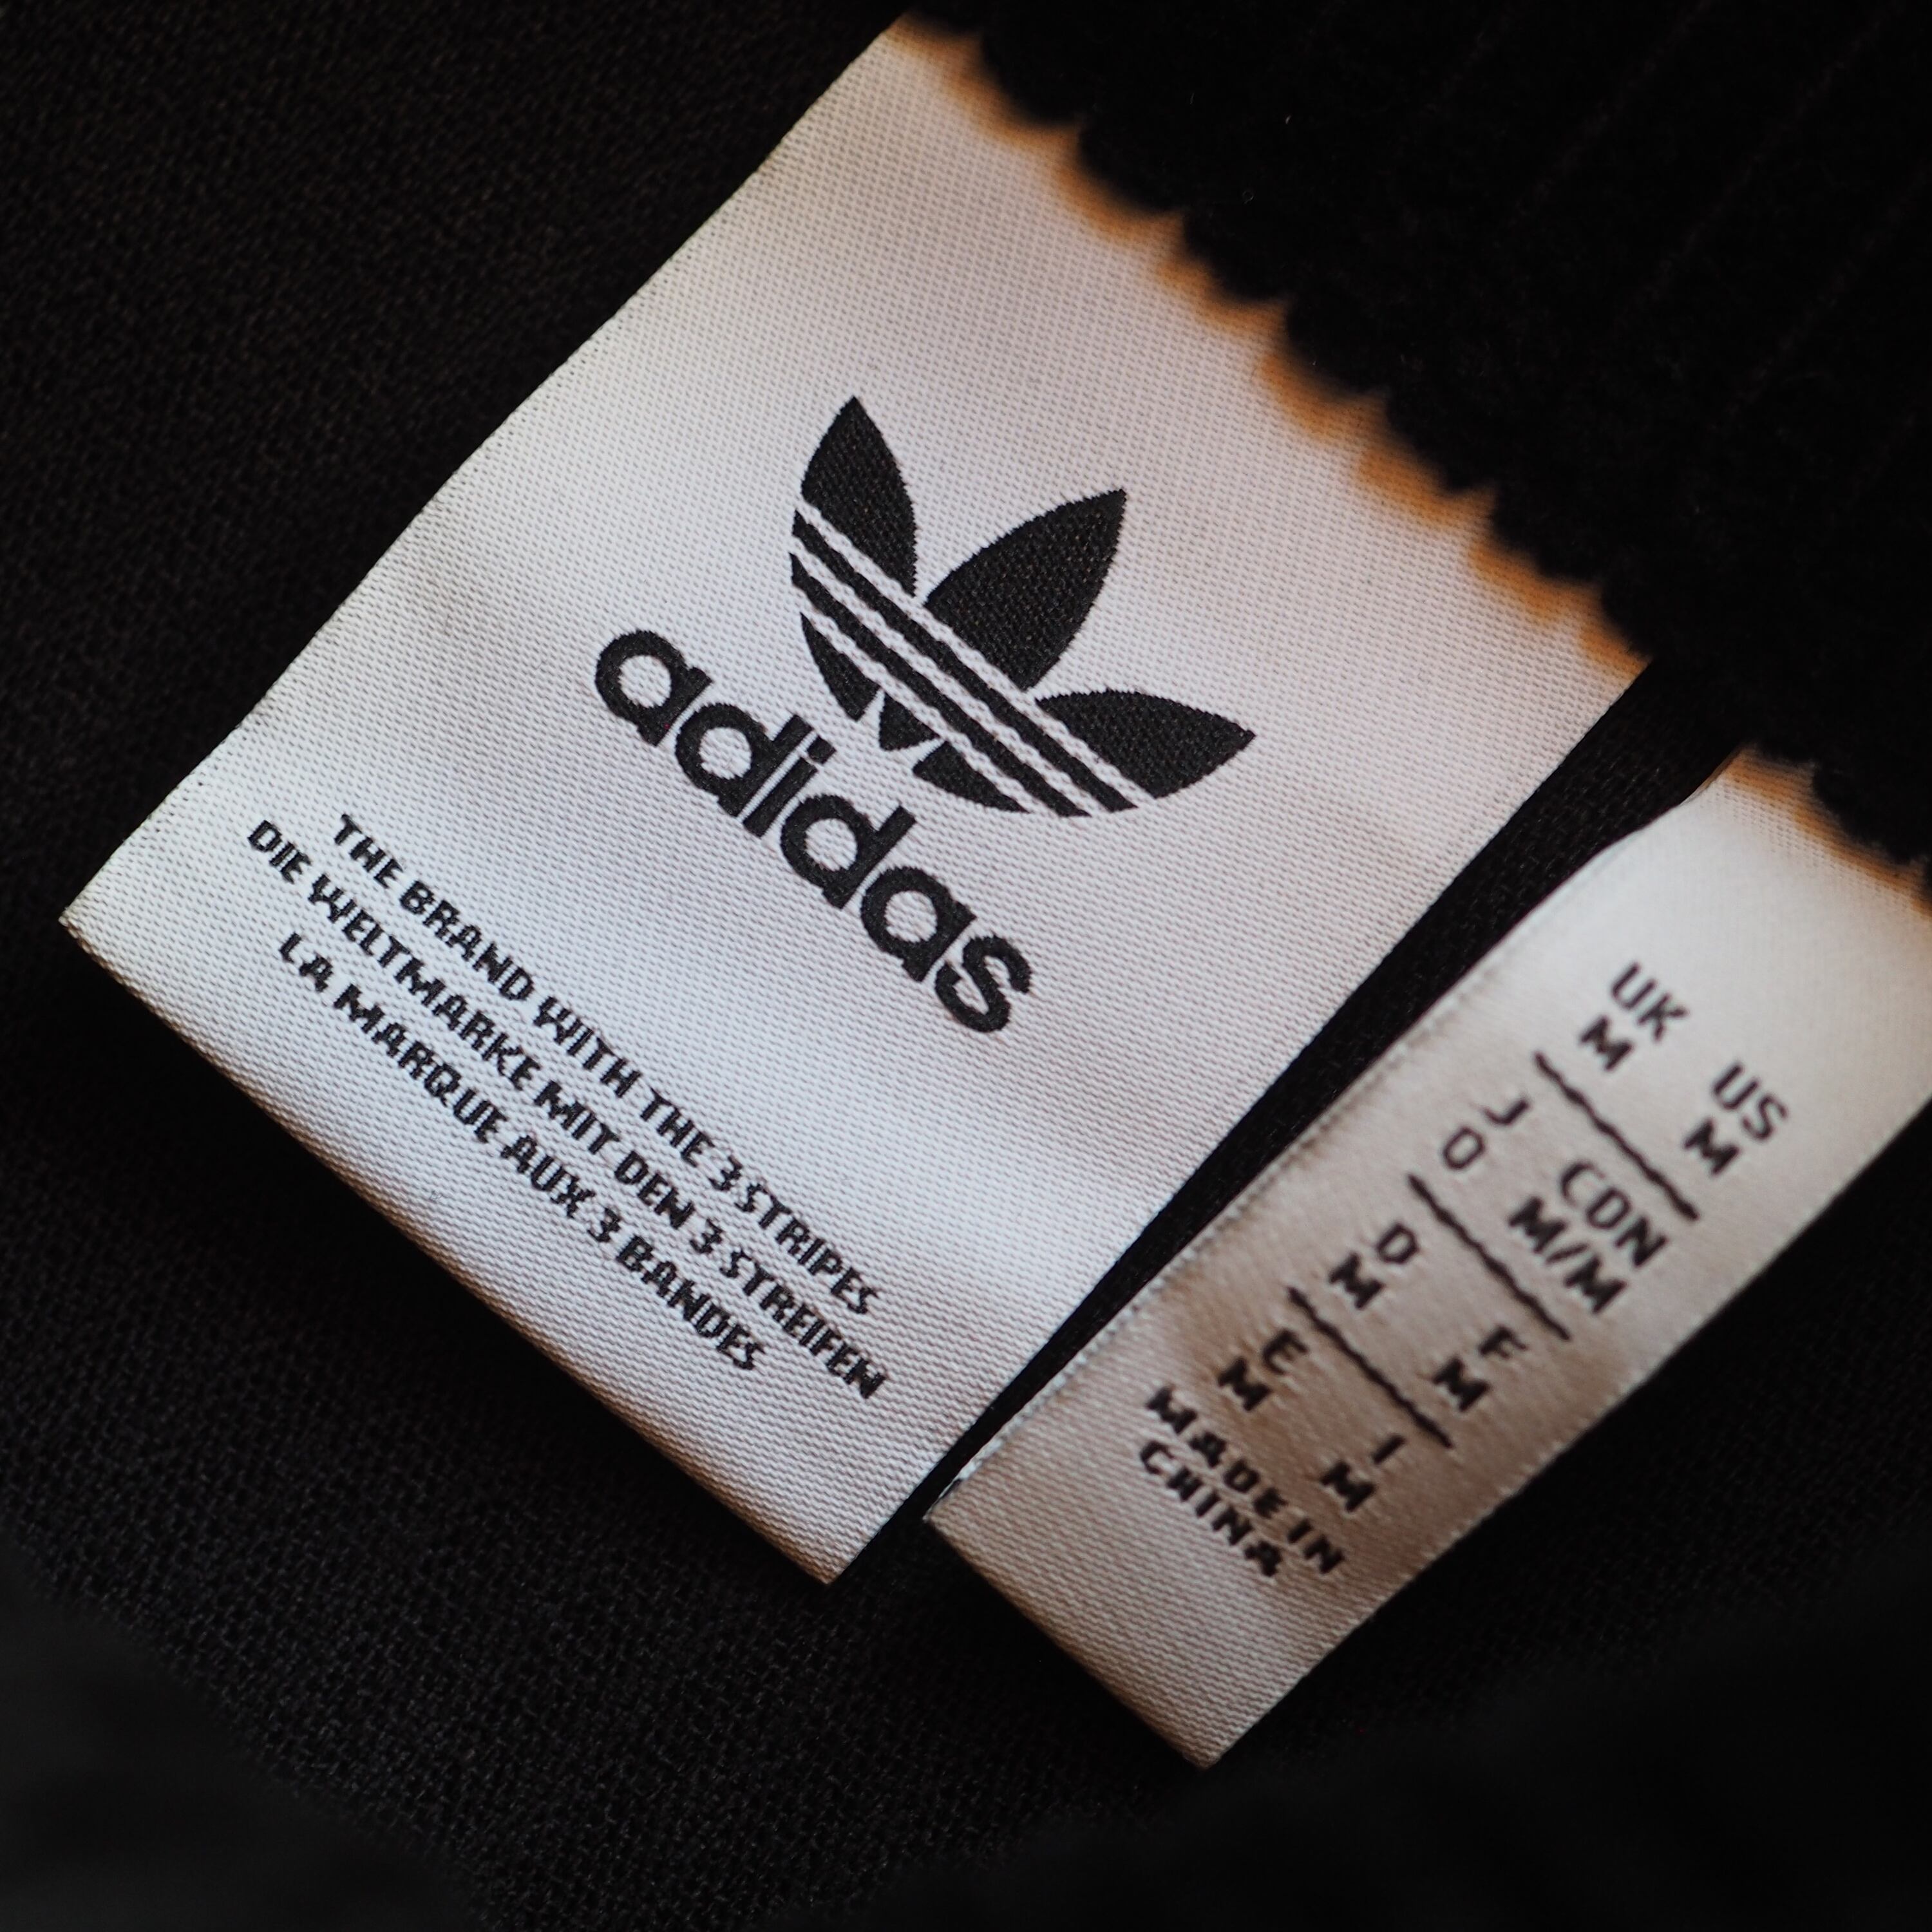 adidas
THE BRAND WITH THE 3 STRIPES
DIE WELTMARKE MIT DEN 3 STREIFEN
LA MARQUE AUX 3 BANDES
UK US
M M
J CDN
O M/M
D F
M M
E I
M M
MADE IN
CHINA